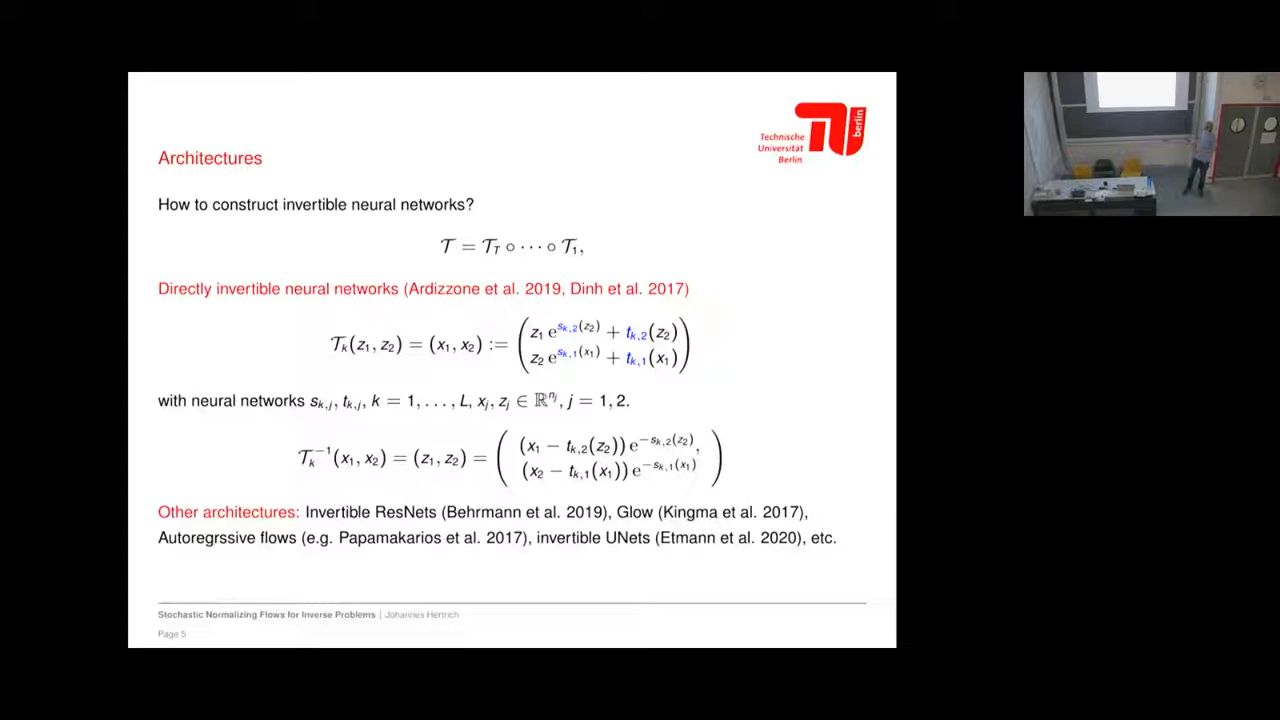 Technische
Universität
Berlin
berlin
Architectures
How to construct invertible neural networks?
𝒯 = 𝒯_T ∘ ⋯ ∘ 𝒯_1,
Directly invertible neural networks (Ardizzone et al. 2019, Dinh et al. 2017)
𝒯_k(z_1, z_2) = (x_1, x_2) := ( z_1 e^{s_{k,2}(z_2)} + t_{k,2}(z_2)
z_2 e^{s_{k,1}(x_1)} + t_{k,1}(x_1) )
with neural networks s_{k,j}, t_{k,j}, k = 1, . . . , L, x_j, z_j ∈ ℝ^{n_j}, j = 1, 2.
𝒯_k^{-1}(x_1, x_2) = (z_1, z_2) = ( (x_1 − t_{k,2}(z_2)) e^{−s_{k,2}(z_2)},
(x_2 − t_{k,1}(x_1)) e^{−s_{k,1}(x_1)} )
Other architectures: Invertible ResNets (Behrmann et al. 2019), Glow (Kingma et al. 2017),
Autoregrssive flows (e.g. Papamakarios et al. 2017), invertible UNets (Etmann et al. 2020), etc.
Stochastic Normalizing Flows for Inverse Problems | Johannes Hertrich
Page 5